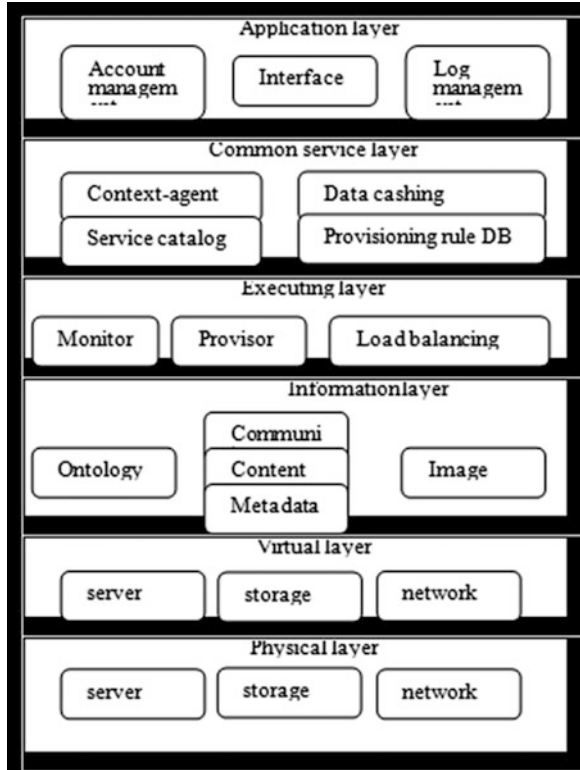 Application layer
Account
managem
Interface
Log
managem
Common service layer
Context-agent
Service catalog
Data cashing
Provisioning rule DB
Executing layer
Monitor
Provisor
Load balancing
Information layer
Ontology
Communi
Content
Metadata
Image
Virtual layer
server
storage
network
Physical layer
server
storage
network